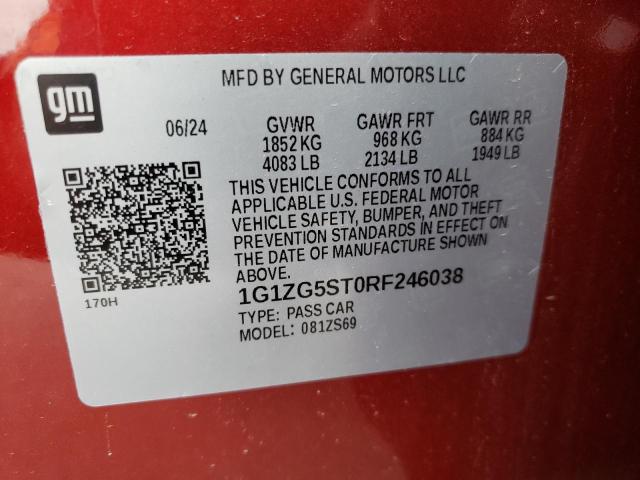 gm
MFD BY GENERAL MOTORS LLC
06/24 GVWR GAWR FRT GAWR RR
1852 KG 968 KG 884 KG
4083 LB 2134 LB 1949 LB
THIS VEHICLE CONFORMS TO ALL
APPLICABLE U.S. FEDERAL MOTOR
VEHICLE SAFETY, BUMPER, AND THEFT
PREVENTION STANDARDS IN EFFECT ON
THE DATE OF MANUFACTURE SHOWN
ABOVE.
170H
1G1ZG5ST0RF246038
TYPE: PASS CAR
MODEL: 081ZS69